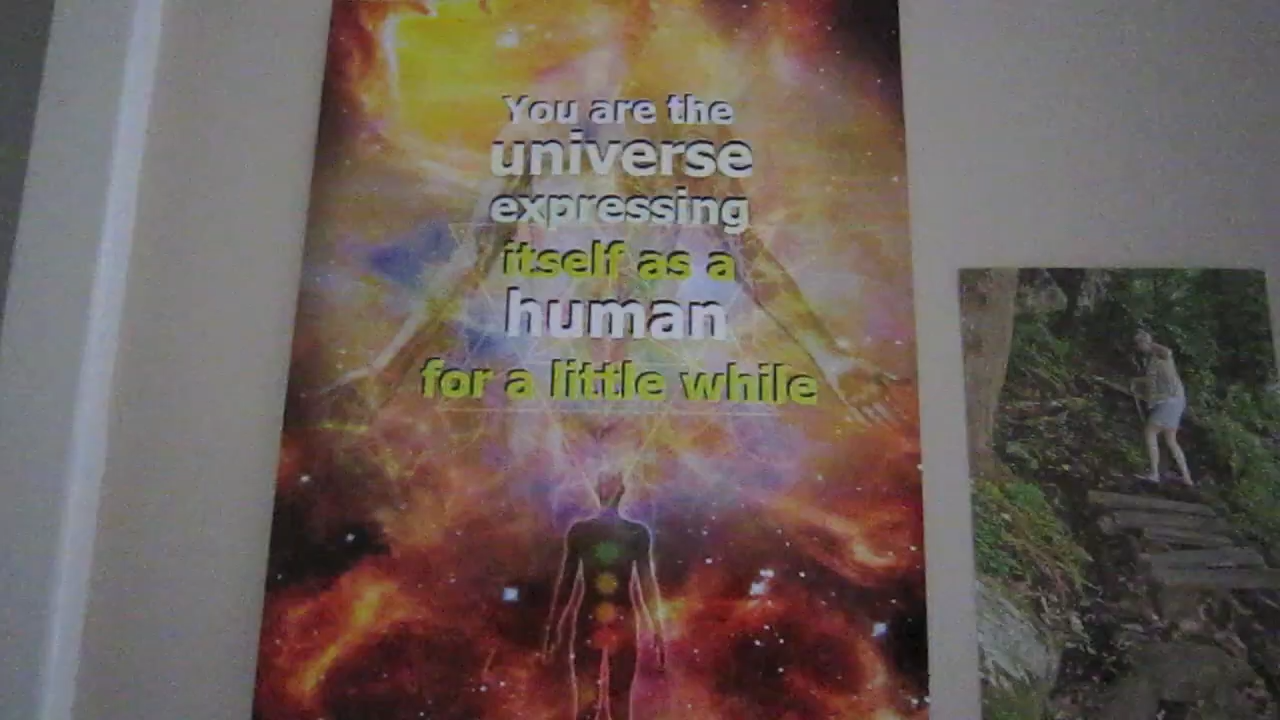 You are the
universe
expressing
itself as a
human
for a little while